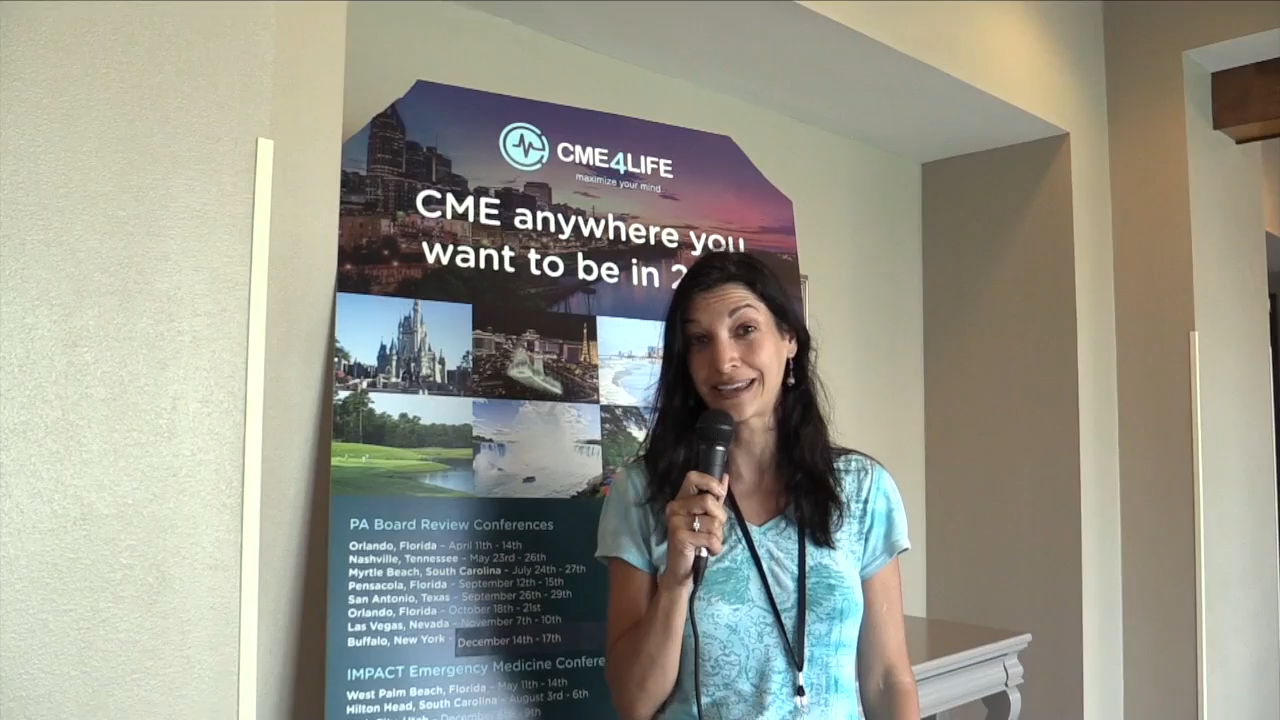 CME4LIFE
maximize your mind
CME anywhere you
want to be in 2
PA Board Review Conferences
Orlando, Florida – April 11th - 14th
Nashville, Tennessee – May 23rd - 26th
Myrtle Beach, South Carolina – July 24th - 27th
Pensacola, Florida – September 12th - 15th
San Antonio, Texas – September 26th - 29th
Orlando, Florida – October 18th - 21st
Las Vegas, Nevada – November 7th - 10th
Buffalo, New York - December 14th - 17th
IMPACT Emergency Medicine Confere
West Palm Beach, Florida – May 11th - 14th
Hilton Head, South Carolina – August 3rd - 6th